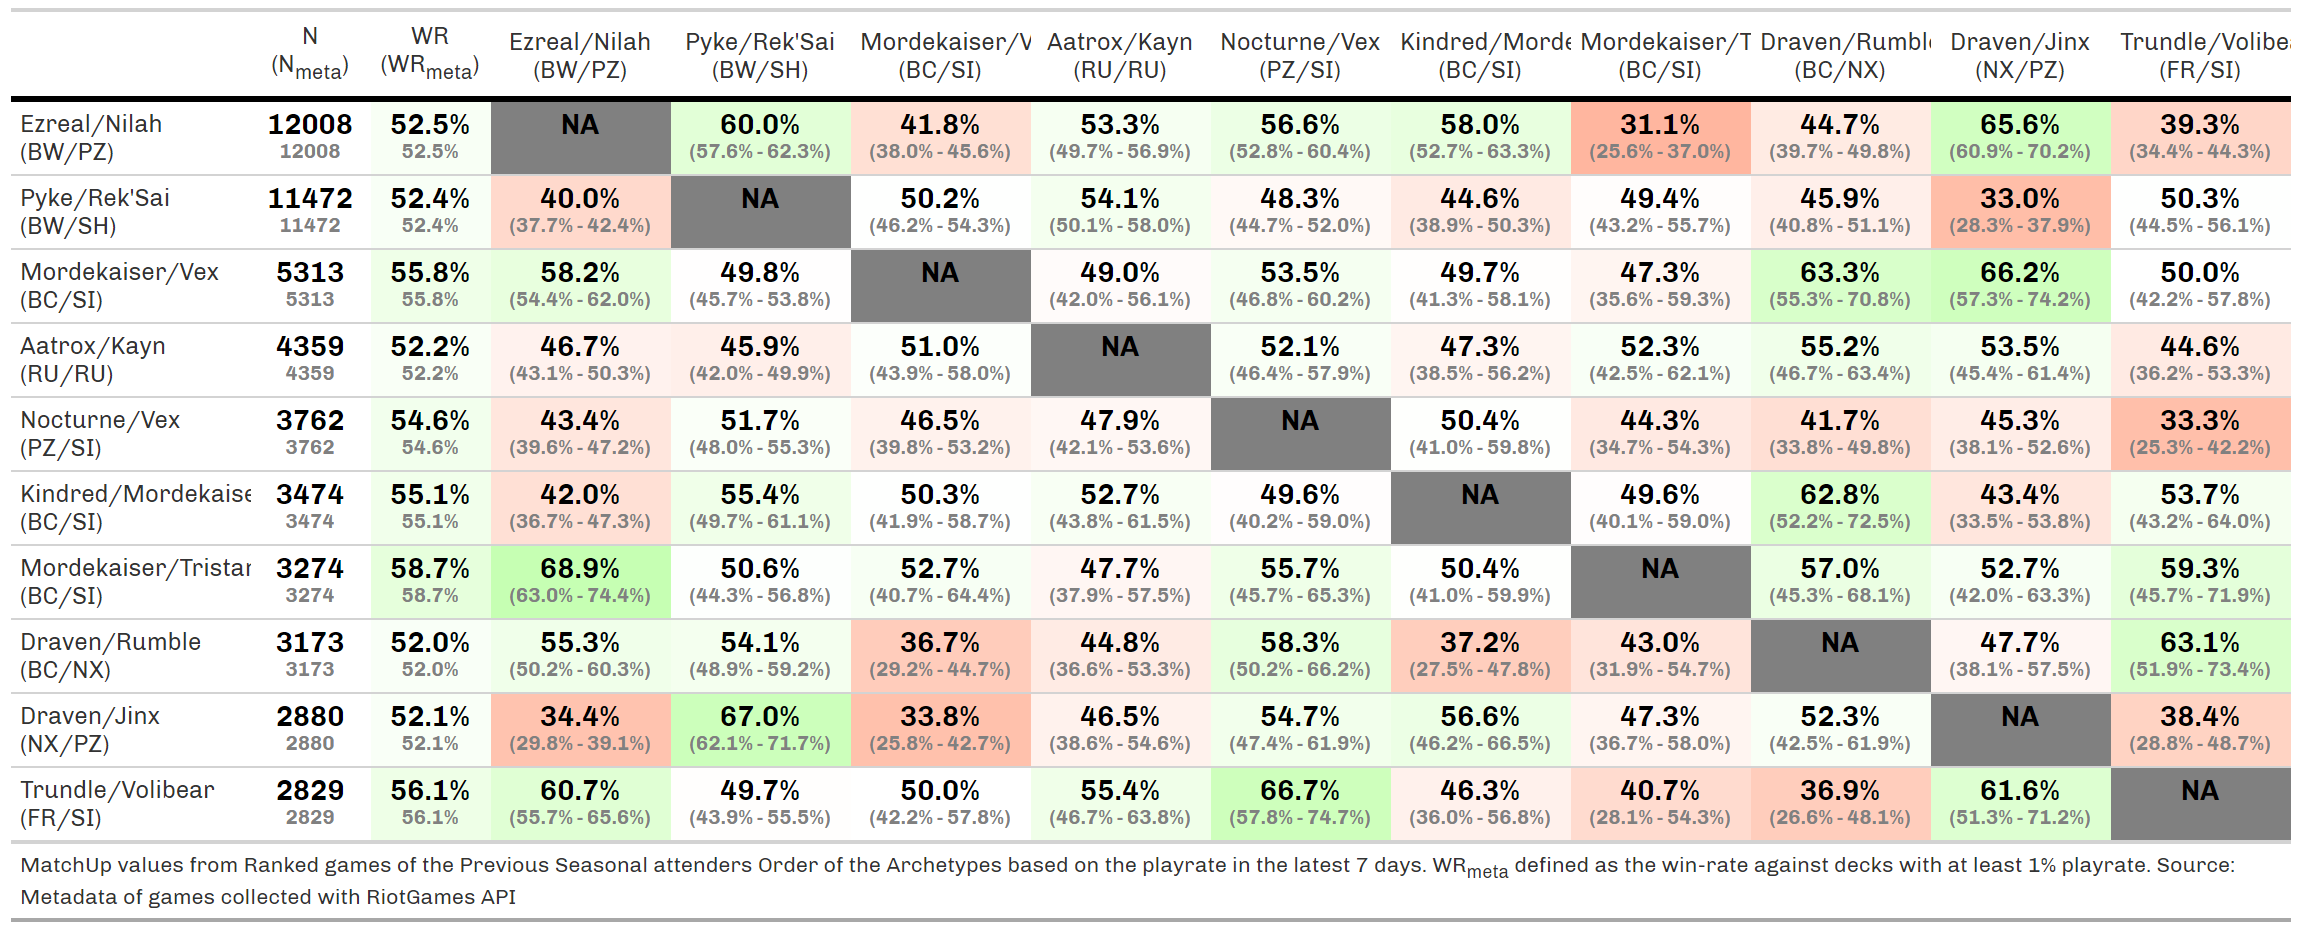 N WR Ezreal/Nilah Pyke/Rek'Sai Mordekaiser/V Aatrox/Kayn Nocturne/Vex Kindred/Morde Mordekaiser/T Draven/Rumbl Draven/Jinx Trundle/Volibea
(Nmeta) (WRmeta) (BW/PZ) (BW/SH) (BC/SI) (RU/RU) (PZ/SI) (BC/SI) (BC/SI) (BC/NX) (NX/PZ) (FR/SI)
Ezreal/Nilah 12008 52.5% NA 60.0% 41.8% 53.3% 56.6% 58.0% 31.1% 44.7% 65.6% 39.3%
(BW/PZ) 12008 52.5% (57.6% - 62.3%) (38.0% - 45.6%) (49.7% - 56.9%) (52.8% - 60.4%) (52.7% - 63.3%) (25.6% - 37.0%) (39.7% - 49.8%) (60.9% - 70.2%) (34.4% - 44.3%)
Pyke/Rek'Sai 11472 52.4% 40.0% NA 50.2% 54.1% 48.3% 44.6% 49.4% 45.9% 33.0% 50.3%
(BW/SH) 11472 52.4% (37.7% - 42.4%) (46.2% - 54.3%) (50.1% - 58.0%) (44.7% - 52.0%) (38.9% - 50.3%) (43.2% - 55.7%) (40.8% - 51.1%) (28.3% - 37.9%) (44.5% - 56.1%)
Mordekaiser/Vex 5313 55.8% 58.2% 49.8% NA 49.0% 53.5% 49.7% 47.3% 63.3% 66.2% 50.0%
(BC/SI) 5313 55.8% (54.4% - 62.0%) (45.7% - 53.8%) (42.0% - 56.1%) (46.8% - 60.2%) (41.3% - 58.1%) (35.6% - 59.3%) (55.3% - 70.8%) (57.3% - 74.2%) (42.2% - 57.8%)
Aatrox/Kayn 4359 52.2% 46.7% 45.9% 51.0% NA 52.1% 47.3% 52.3% 55.2% 53.5% 44.6%
(RU/RU) 4359 52.2% (43.1% - 50.3%) (42.0% - 49.9%) (43.9% - 58.0%) (46.4% - 57.9%) (38.5% - 56.2%) (42.5% - 62.1%) (46.7% - 63.4%) (45.4% - 61.4%) (36.2% - 53.3%)
Nocturne/Vex 3762 54.6% 43.4% 51.7% 46.5% 47.9% NA 50.4% 44.3% 41.7% 45.3% 33.3%
(PZ/SI) 3762 54.6% (39.6% - 47.2%) (48.0% - 55.3%) (39.8% - 53.2%) (42.1% - 53.6%) (41.0% - 59.8%) (34.7% - 54.3%) (33.8% - 49.8%) (38.1% - 52.6%) (25.3% - 42.2%)
Kindred/Mordekaise 3474 55.1% 42.0% 55.4% 50.3% 52.7% 49.6% NA 49.6% 62.8% 43.4% 53.7%
(BC/SI) 3474 55.1% (36.7% - 47.3%) (49.7% - 61.1%) (41.9% - 58.7%) (43.8% - 61.5%) (40.2% - 59.0%) (40.1% - 59.0%) (52.2% - 72.5%) (33.5% - 53.8%) (43.2% - 64.0%)
Mordekaiser/Tristan 3274 58.7% 68.9% 50.6% 52.7% 47.7% 55.7% 50.4% NA 57.0% 52.7% 59.3%
(BC/SI) 3274 58.7% (63.0% - 74.4%) (44.3% - 56.8%) (40.7% - 64.4%) (37.9% - 57.5%) (45.7% - 65.3%) (41.0% - 59.9%) (45.3% - 68.1%) (42.0% - 63.3%) (45.7% - 71.9%)
Draven/Rumble 3173 52.0% 55.3% 54.1% 36.7% 44.8% 58.3% 37.2% 43.0% NA 47.7% 63.1%
(BC/NX) 3173 52.0% (50.2% - 60.3%) (48.9% - 59.2%) (29.2% - 44.7%) (36.6% - 53.3%) (50.2% - 66.2%) (27.5% - 47.8%) (31.9% - 54.7%) (38.1% - 57.5%) (51.9% - 73.4%)
Draven/Jinx 2880 52.1% 34.4% 67.0% 33.8% 46.5% 54.7% 56.6% 47.3% 52.3% NA 38.4%
(NX/PZ) 2880 52.1% (29.8% - 39.1%) (62.1% - 71.7%) (25.8% - 42.7%) (38.6% - 54.6%) (47.4% - 61.9%) (46.2% - 66.5%) (36.7% - 58.0%) (42.5% - 61.9%) (28.8% - 48.7%)
Trundle/Volibear 2829 56.1% 60.7% 49.7% 50.0% 55.4% 66.7% 46.3% 40.7% 36.9% 61.6% NA
(FR/SI) 2829 56.1% (55.7% - 65.6%) (43.9% - 55.5%) (42.2% - 57.8%) (46.7% - 63.8%) (57.8% - 74.7%) (36.0% - 56.8%) (28.1% - 54.3%) (26.6% - 48.1%) (51.3% - 71.2%)
MatchUp values from Ranked games of the Previous Seasonal attenders Order of the Archetypes based on the playrate in the latest 7 days. WRmeta defined as the win-rate against decks with at least 1% playrate. Source:
Metadata of games collected with RiotGames API